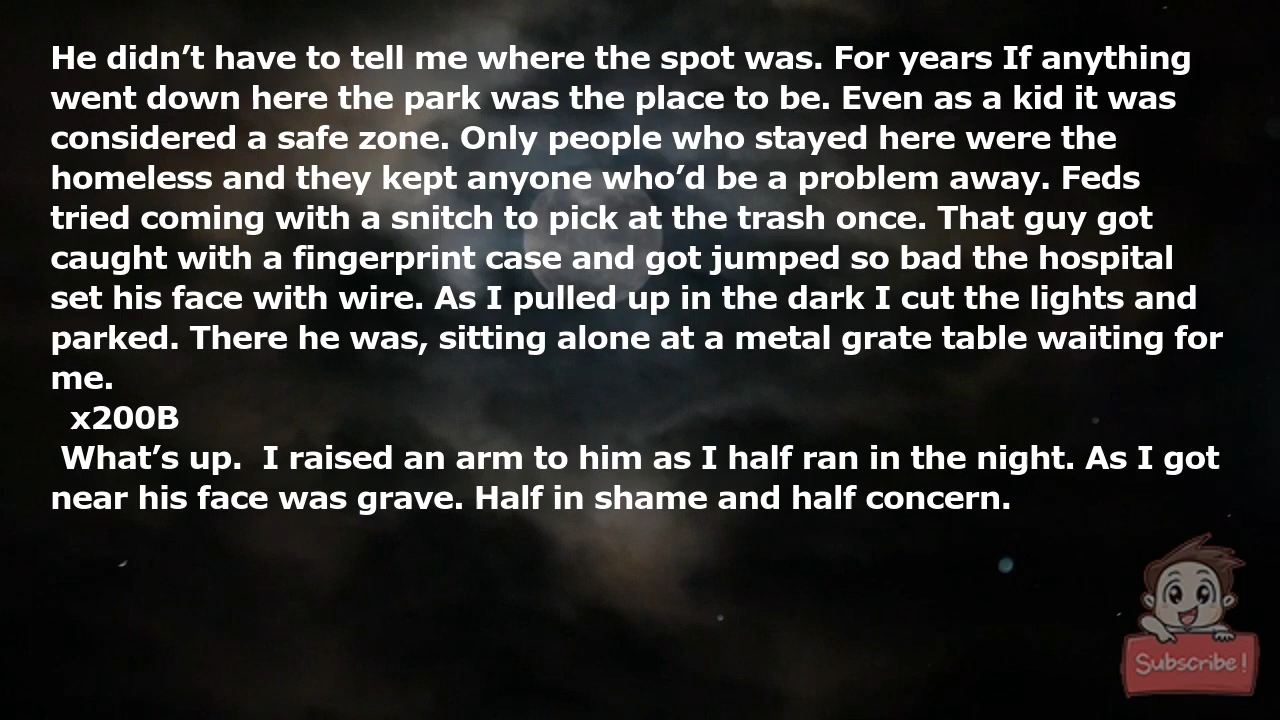 He didn’t have to tell me where the spot was. For years If anything
went down here the park was the place to be. Even as a kid it was
considered a safe zone. Only people who stayed here were the
homeless and they kept anyone who’d be a problem away. Feds
tried coming with a snitch to pick at the trash once. That guy got
caught with a fingerprint case and got jumped so bad the hospital
set his face with wire. As I pulled up in the dark I cut the lights and
parked. There he was, sitting alone at a metal grate table waiting for
me.
x200B
What’s up.  I raised an arm to him as I half ran in the night. As I got
near his face was grave. Half in shame and half concern.
Subscribe!